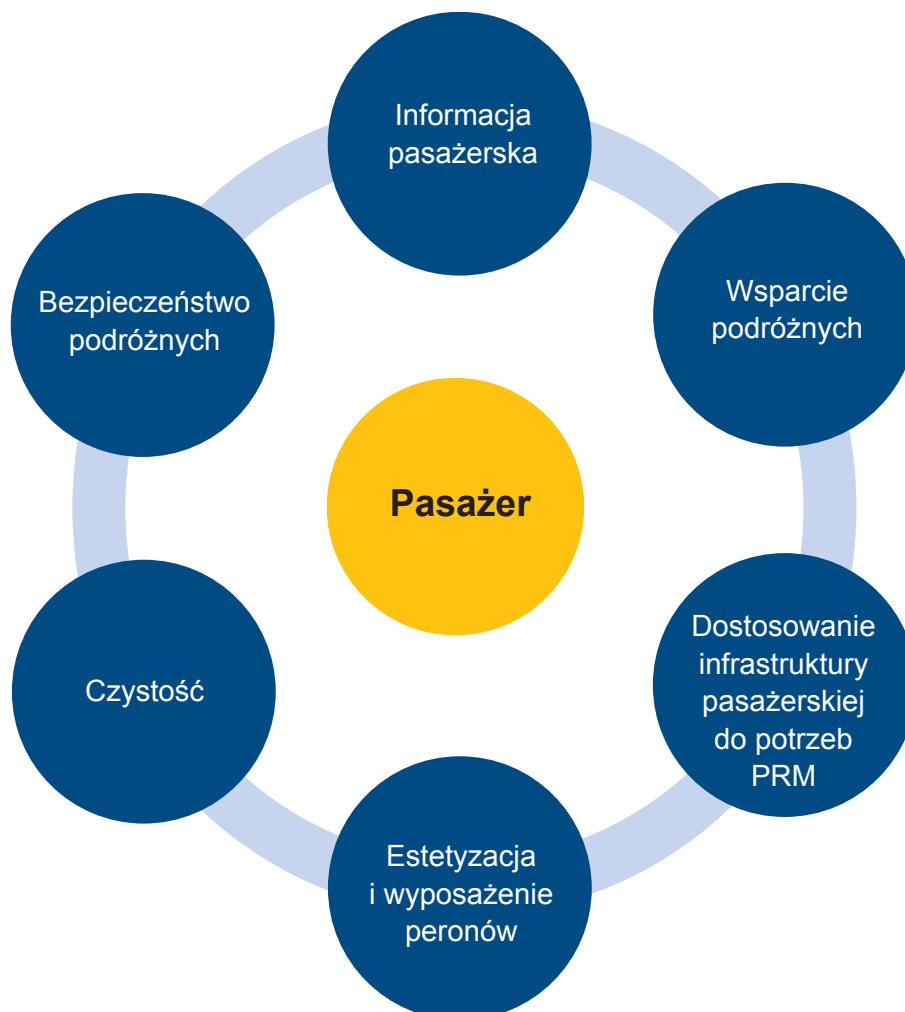 Informacja
pasażerska
Wsparcie
podróżnych
Dostosowanie
infrastruktury
pasażerskiej
do potrzeb
PRM
Estetyzacja
i wyposażenie
peronów
Czystość
Bezpieczeństwo
podróżnych
Pasażer